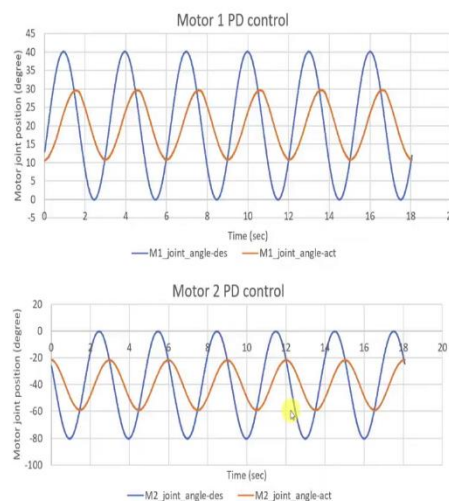 Motor 1 PD control
Motor joint position (degree)
45
40
35
30
25
20
15
10
5
0
-5
0 2 4 6 8 10 12 14 16 18 20
Time (sec)
M1_joint_angle-des M1_joint_angle-act
Motor 2 PD control
Motor joint position (degree)
20
0
-20
-40
-60
-80
-100
0 2 4 6 8 10 12 14 16 18 20
Time (sec)
M2_joint_angle-des M2_joint_angle-act